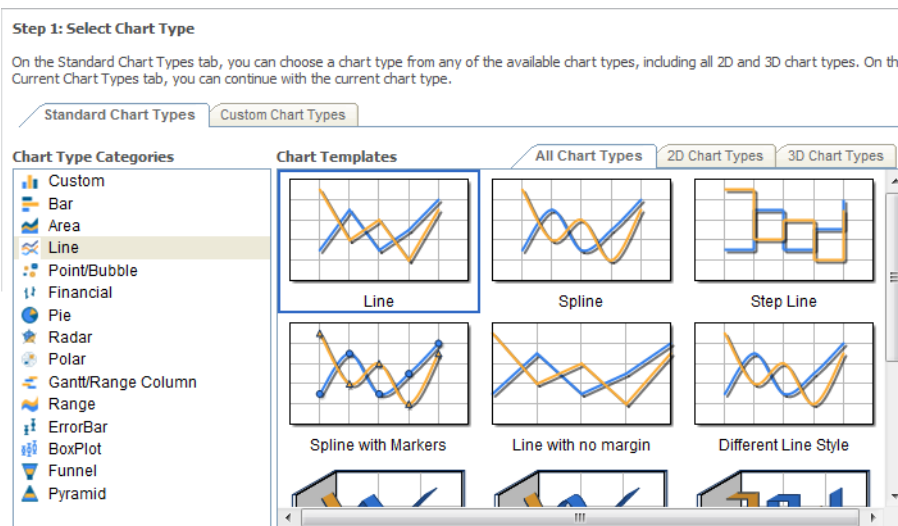 Step 1: Select Chart Type
On the Standard Chart Types tab, you can choose a chart type from any of the available chart types, including all 2D and 3D chart types. On th
Current Chart Types tab, you can continue with the current chart type.
Standard Chart Types Custom Chart Types
Chart Type Categories
Custom
Bar
Area
Line
Point/Bubble
Financial
Pie
Radar
Polar
Gantt/Range Column
Range
ErrorBar
BoxPlot
Funnel
Pyramid
Chart Templates
All Chart Types 2D Chart Types 3D Chart Types
Line Spline Step Line
Spline with Markers Line with no margin Different Line Style